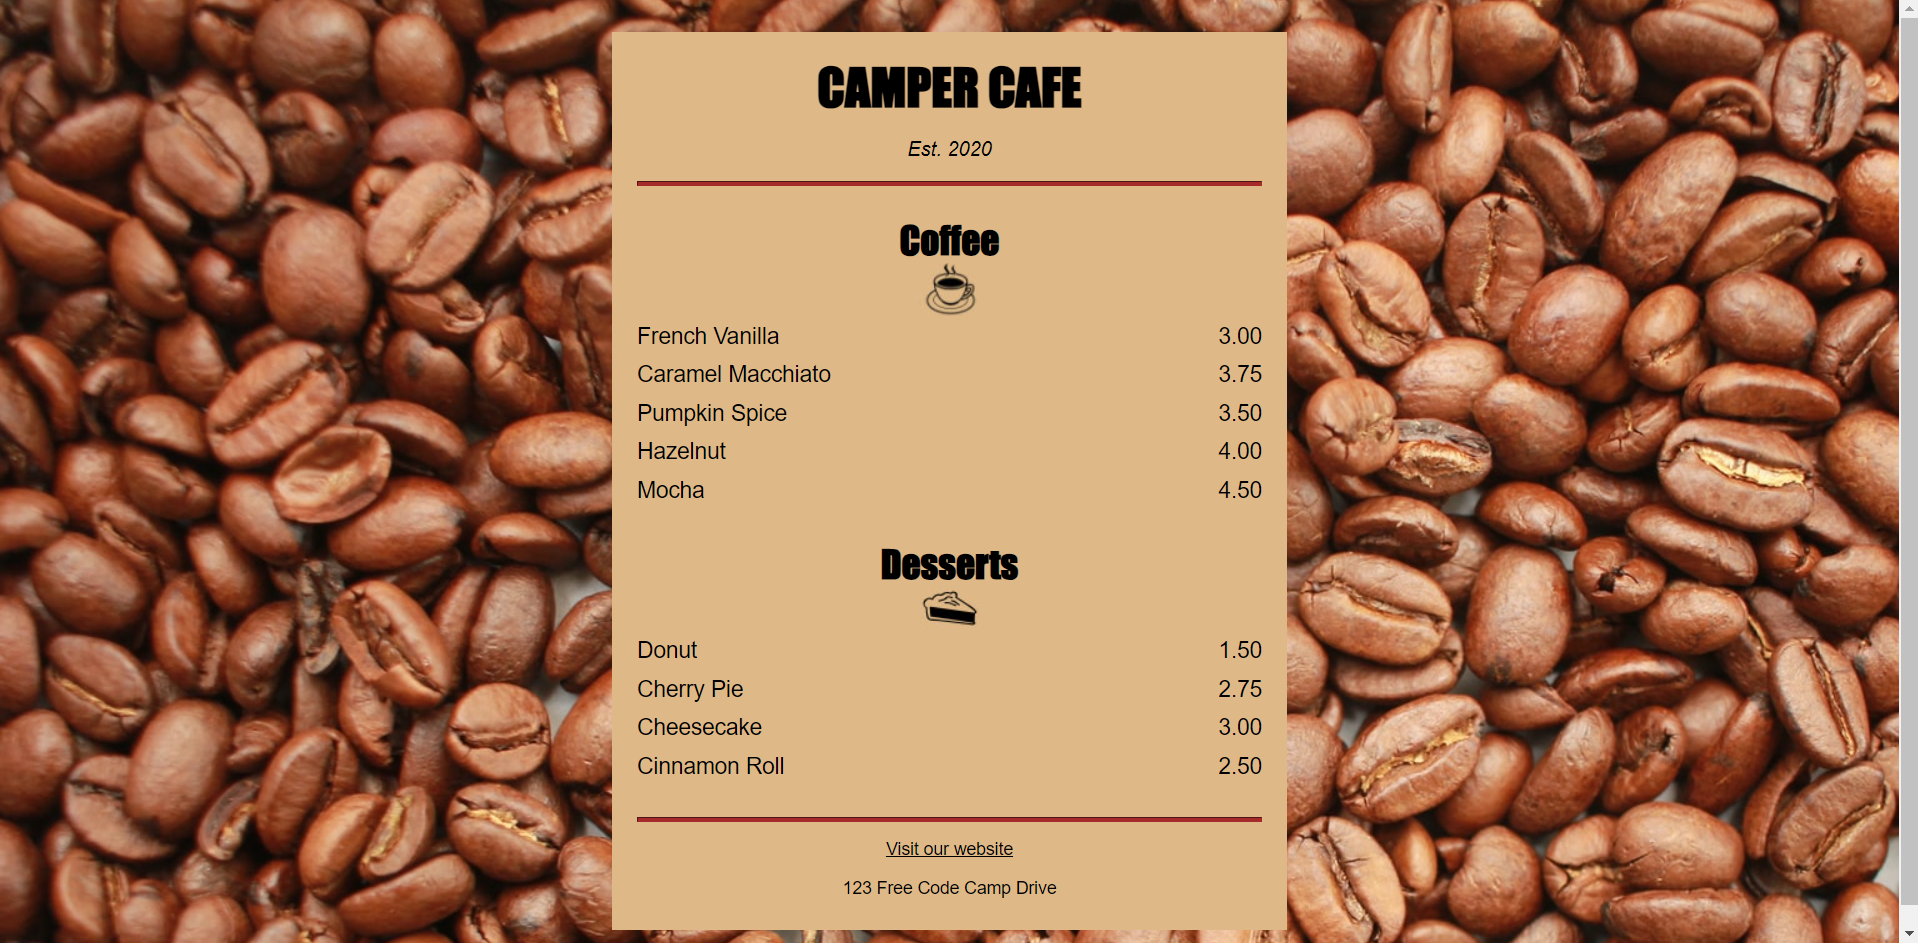 CAMPER CAFE
Est. 2020
Coffee
French Vanilla 3.00
Caramel Macchiato 3.75
Pumpkin Spice 3.50
Hazelnut 4.00
Mocha 4.50
Desserts
Donut 1.50
Cherry Pie 2.75
Cheesecake 3.00
Cinnamon Roll 2.50
Visit our website
123 Free Code Camp Drive